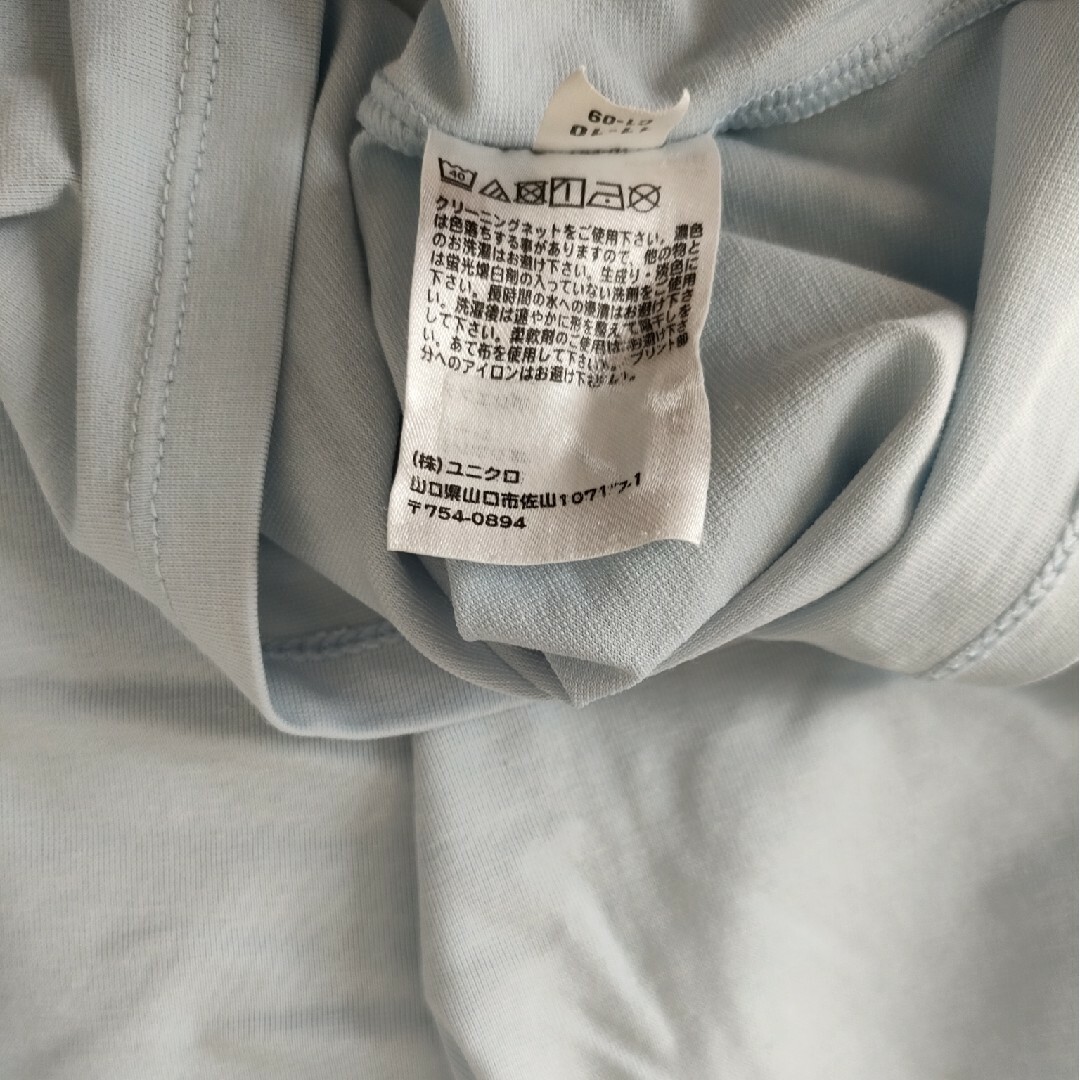 40
クリーニングネットをご使用下さい。濃色
は色落ちする事がありますので、他の物と
のお洗濯はお避け下さい。生成り・淡色に
は蛍光増白剤の入っていない洗剤をご使用
下さい。長時間の水への浸漬はお避け下さ
い。洗濯後は速やかに形を整えて陰干しを
して下さい。柔軟剤のご使用は、お避け下さ
い。あて布を使用して下さい。プリント部
分へのアイロンはお避け下さい。
(株)ユニクロ
山口県山口市佐山10717-1
〒754-0894